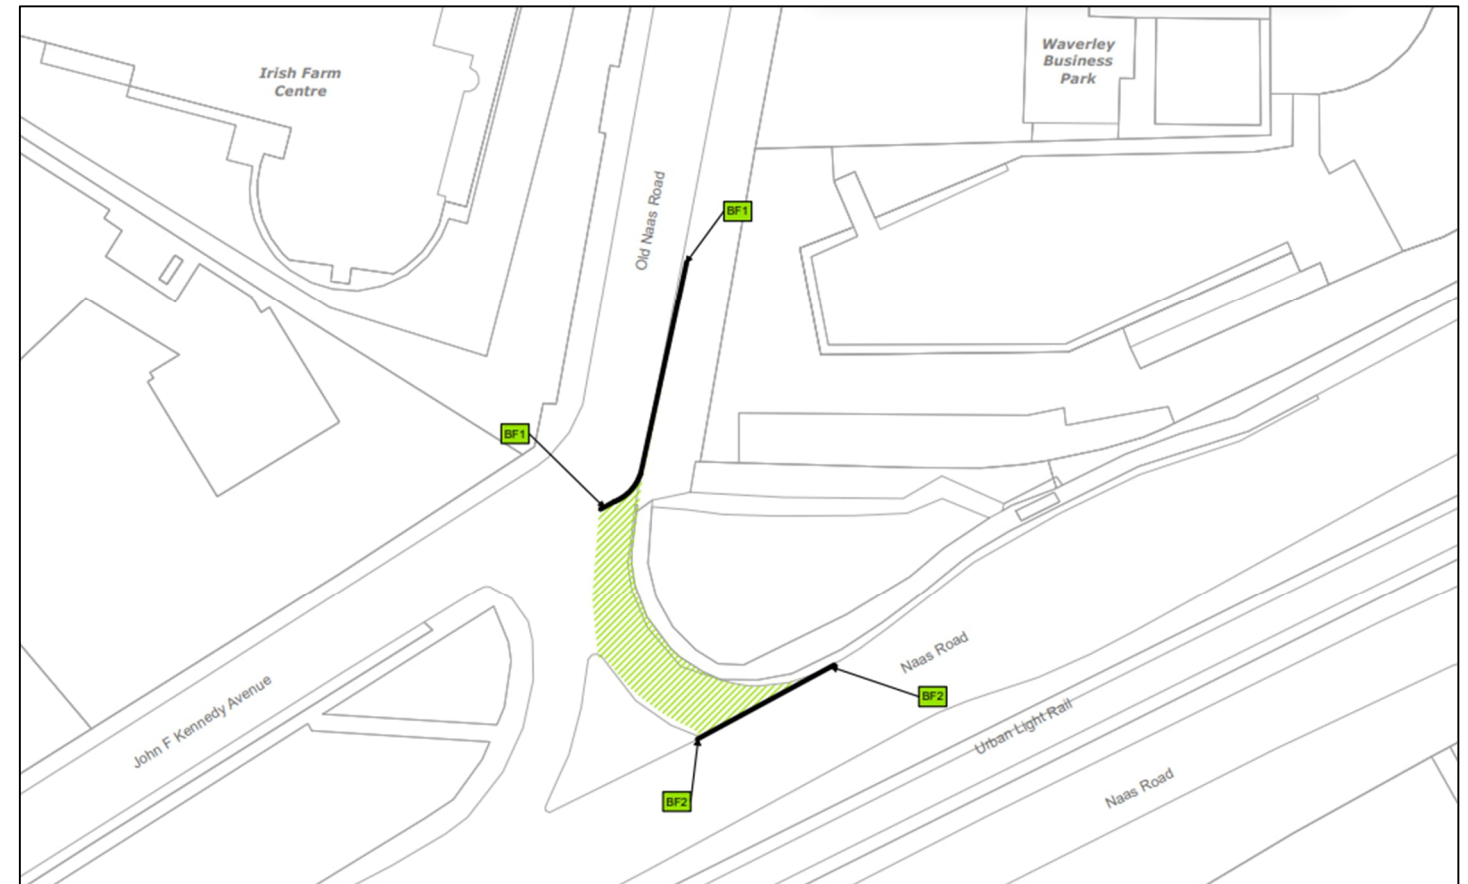 Irish Farm
Centre
Waverley
Business
Park
Old Naas Road
BF1
BF1
Naas Road
BF2
John F Kennedy Avenue
Urban Light Rail
Naas Road
BF2